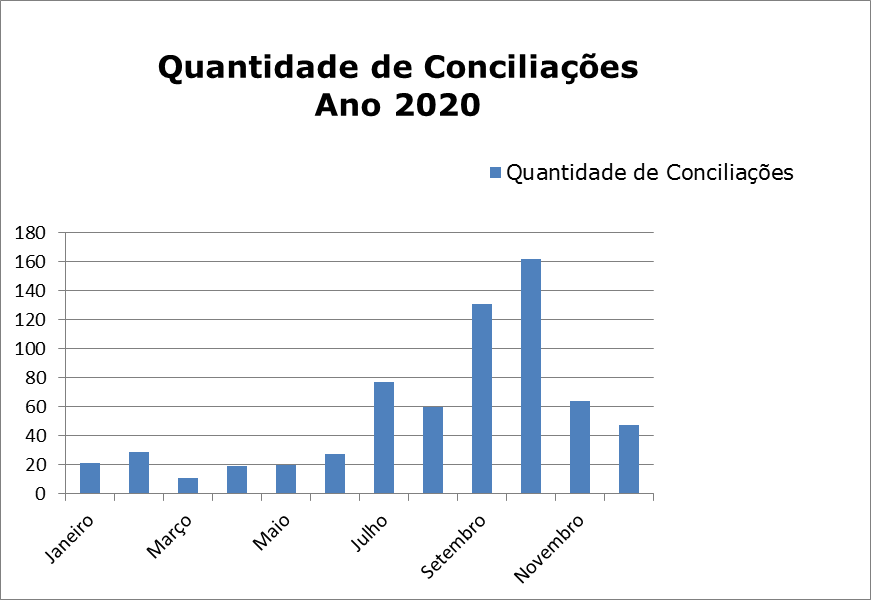 Quantidade de Conciliações
Ano 2020
Quantidade de Conciliações
180
160
140
120
100
80
60
40
20
0
Janeiro
Março
Maio
Julho
Setembro
Novembro